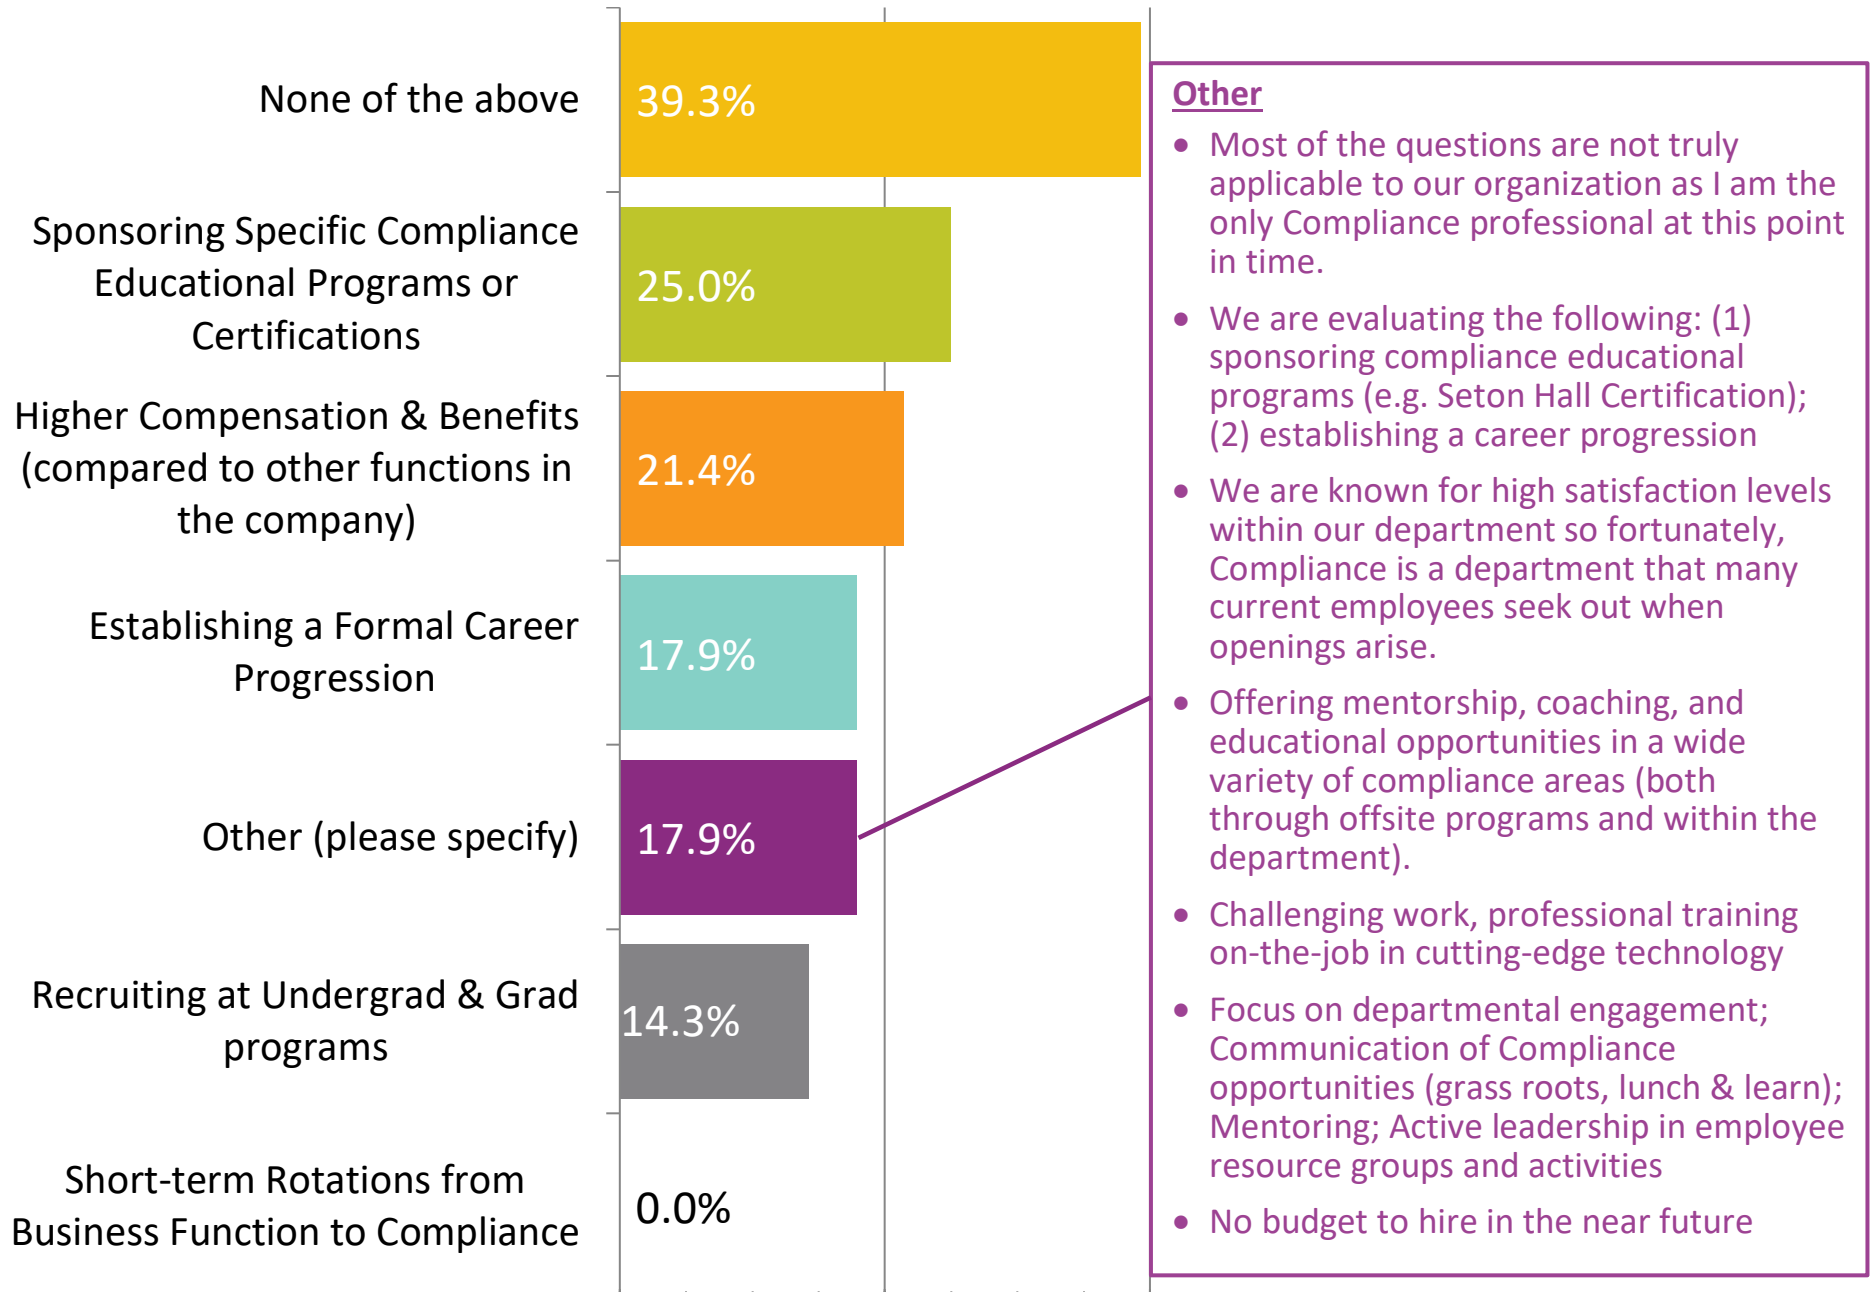 None of the above
39.3%
Sponsoring Specific Compliance
Educational Programs or
Certifications
25.0%
Higher Compensation & Benefits
(compared to other functions in
the company)
21.4%
Establishing a Formal Career
Progression
17.9%
Other (please specify)
17.9%
Recruiting at Undergrad & Grad
programs
14.3%
Short-term Rotations from
Business Function to Compliance
0.0%
Other
• Most of the questions are not truly
applicable to our organization as I am the
only Compliance professional at this point
in time.
• We are evaluating the following: (1)
sponsoring compliance educational
programs (e.g. Seton Hall Certification);
(2) establishing a career progression
• We are known for high satisfaction levels
within our department so fortunately,
Compliance is a department that many
current employees seek out when
openings arise.
• Offering mentorship, coaching, and
educational opportunities in a wide
variety of compliance areas (both
through offsite programs and within the
department).
• Challenging work, professional training
on-the-job in cutting-edge technology
• Focus on departmental engagement;
Communication of Compliance
opportunities (grass roots, lunch & learn);
Mentoring; Active leadership in employee
resource groups and activities
• No budget to hire in the near future